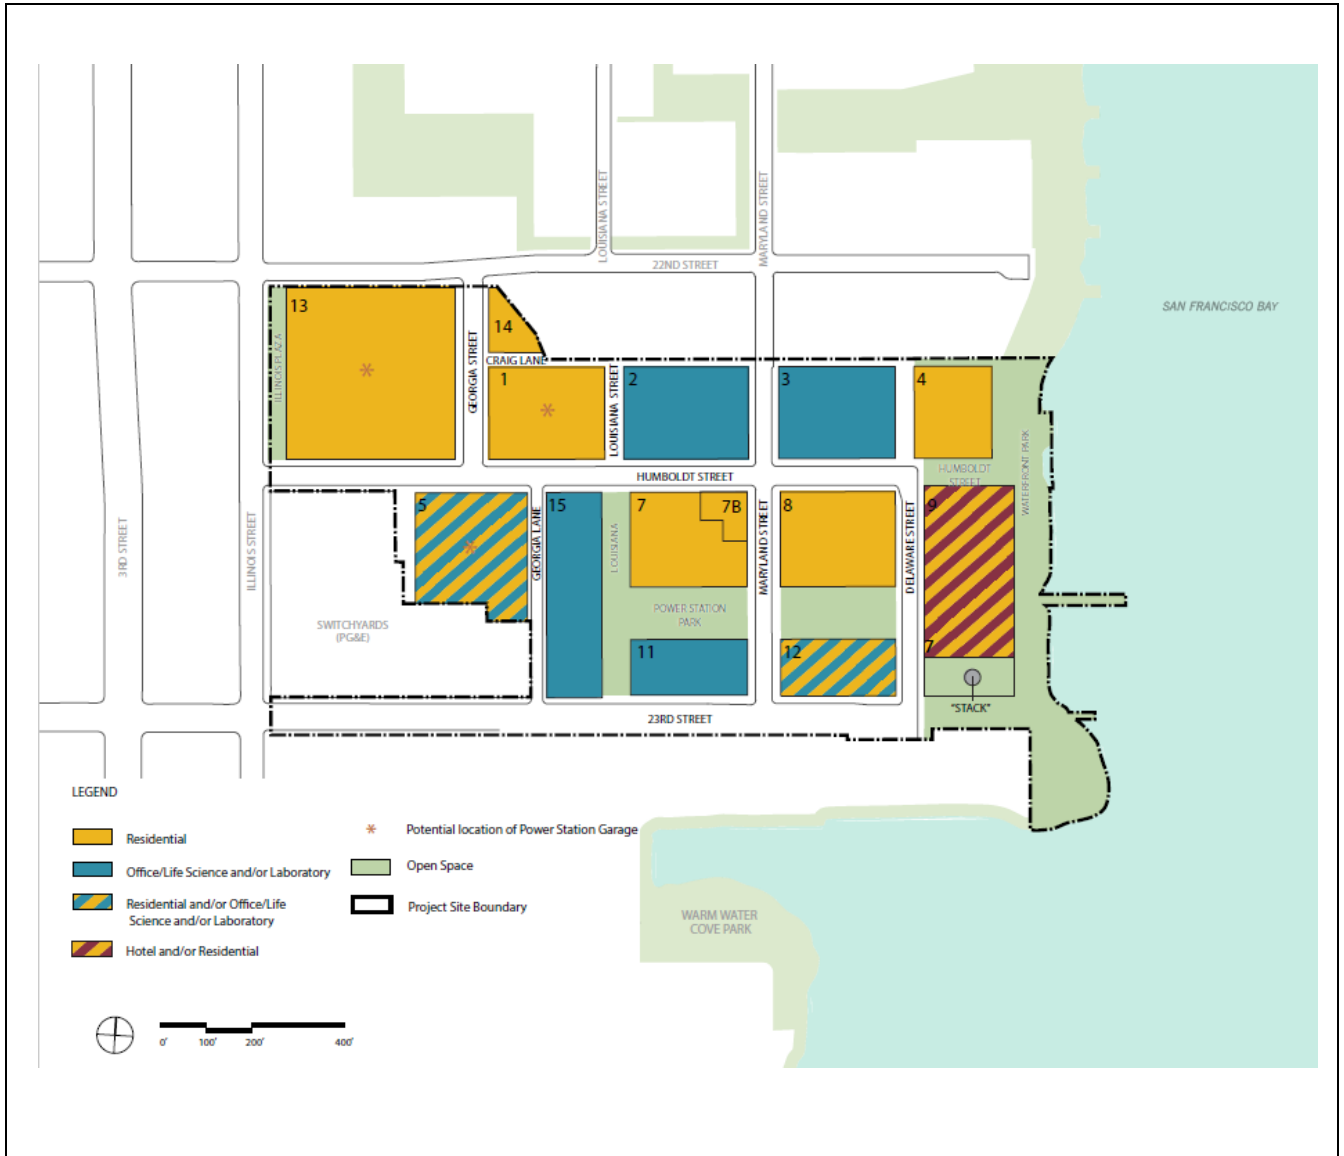 LOUISIANA STREET
MARYLAND STREET
22ND STREET
SAN FRANCISCO BAY
13
14
ILLINOIS PLAZA
GEORGIA STREET
CRAIG LANE
1
LOUISIANA STREET
2
3
4
WATERFRONT PARK
HUMBOLDT
STREET
HUMBOLDT STREET
3RD STREET
ILLINOIS STREET
5
GEORGIA LANE
15
LOUISIANA
7
7B
MARYLAND STREET
8
DELAWARE STREET
9
POWER STATION
PARK
SWITCHYARDS
(PG&E)
11
12
7
"STACK"
23RD STREET
LEGEND
Residential
Office/Life Science and/or Laboratory
Residential and/or Office/Life
Science and/or Laboratory
Hotel and/or Residential
* Potential location of Power Station Garage
Open Space
Project Site Boundary
WARM WATER
COVE PARK
0' 100' 200' 400'